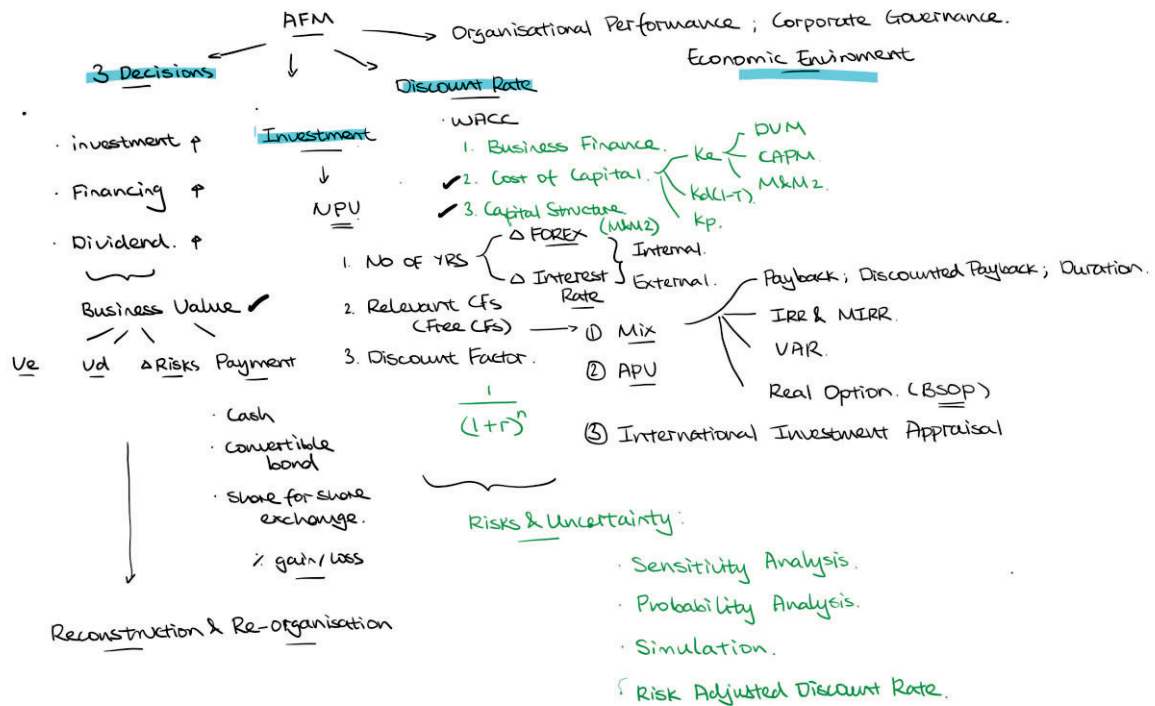 AFM
Organisational Performance ; Corporate Governance.
Economic Enviroment
3 Decisions
· investment ↑
· Financing ↑
· Dividend. ↑
Business Value ✔
Ve Vd △Risks Payment
· Cash
· convertible
bond
· share for share
exchange.
% gain/loss
Reconstruction & Re-organisation
Investment
NPV
Discount Rate
· WACC
1. Business Finance.
✔ 2. Cost of Capital.
Ke
DVM
CAPM.
M&M2.
Kd(1-T).
Kp.
✔ 3. Capital Structure
(M&M2)
1. No OF YRS
△ FOREX
△ Interest
Rate
Internal.
External.
2. Relevant CFs
(Free CFs)
3. Discount Factor.
1
(1+r)^n
① Mix
Payback ; Discounted Payback ; Duration.
IRR & MIRR.
VAR.
Real Option. (BSOP)
② APV
③ International Investment Appraisal
Risks & Uncertainty :
· Sensitivity Analysis.
· Probability Analysis.
· Simulation.
Risk Adjusted Discount Rate.